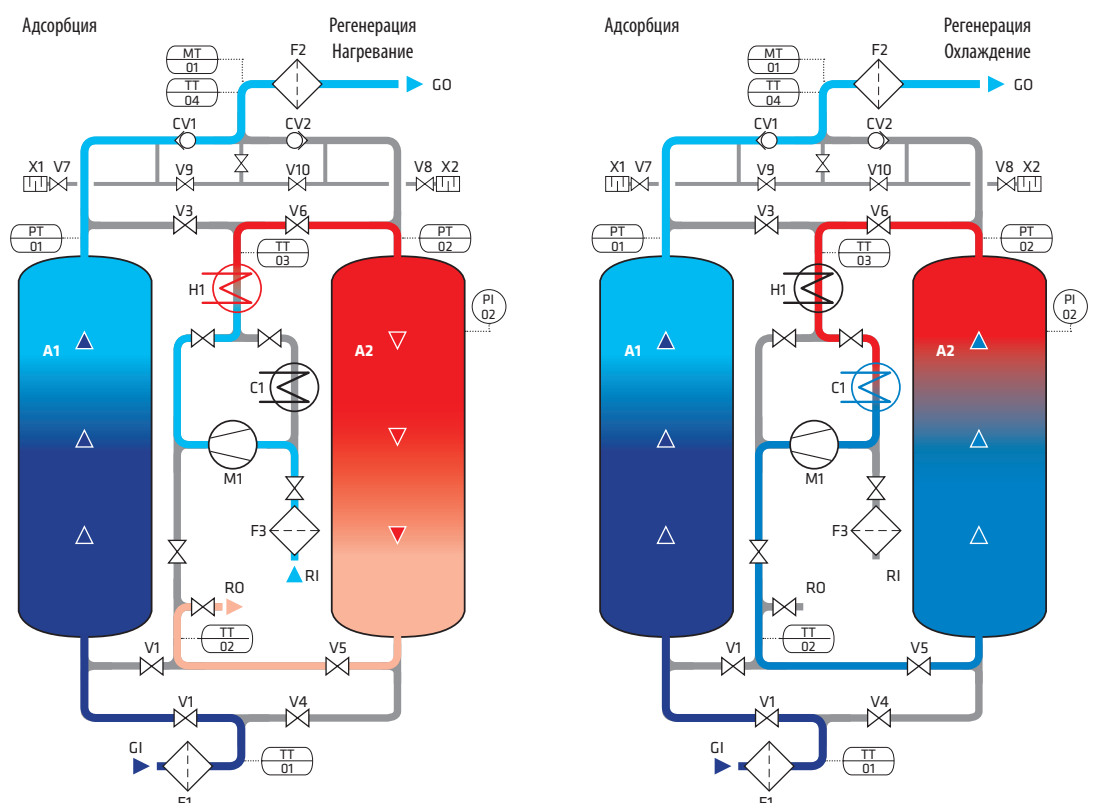 Адсорбция
Регенерация
Нагревание
MT
01
TT
04
F2
GO
CV1
CV2
X1 V7
V9
V10
V8 X2
V3
V6
PT
01
TT
03
PT
02
H1
PI
02
A1
A2
C1
M1
F3
RI
RO
TT
02
V1
V5
V1
V4
GI
TT
01
F1
Адсорбция
Регенерация
Охлаждение
MT
01
TT
04
F2
GO
CV1
CV2
X1 V7
V9
V10
V8 X2
V3
V6
PT
01
TT
03
PT
02
H1
PI
02
A1
A2
C1
M1
F3
RI
RO
TT
02
V1
V5
V1
V4
GI
TT
01
F1